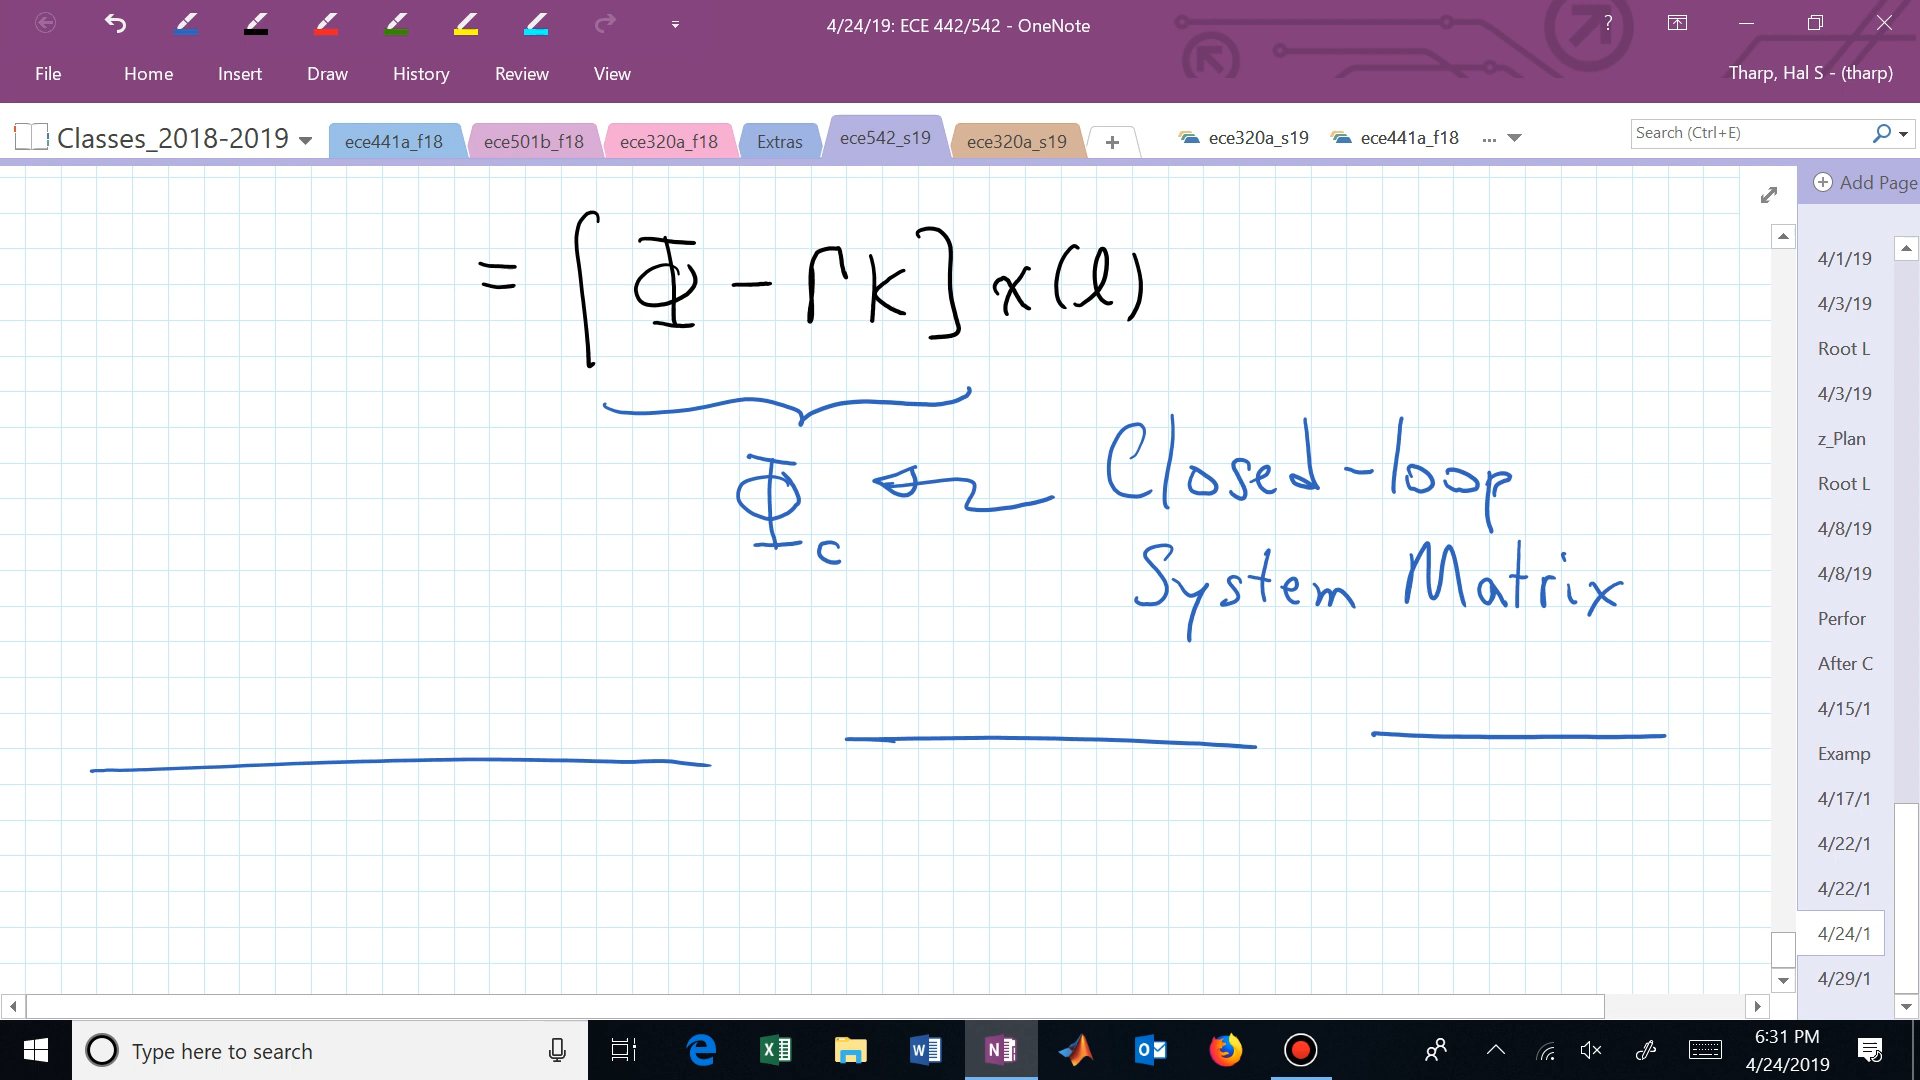 4/24/19: ECE 442/542 - OneNote
?
File Home Insert Draw History Review View
Tharp, Hal S - (tharp)
Classes_2018-2019
ece441a_f18 ece501b_f18 ece320a_f18 Extras ece542_s19 ece320a_s19 +
ece320a_s19 ece441a_f18 ...
Search (Ctrl+E)
= [Φ - Γk] x(l)
Φc
Closed-loop
System Matrix
Add Page
4/1/19
4/3/19
Root L
4/3/19
z_Plan
Root L
4/8/19
4/8/19
Perfor
After C
4/15/1
Examp
4/17/1
4/22/1
4/22/1
4/24/1
4/29/1
Type here to search
6:31 PM
4/24/2019